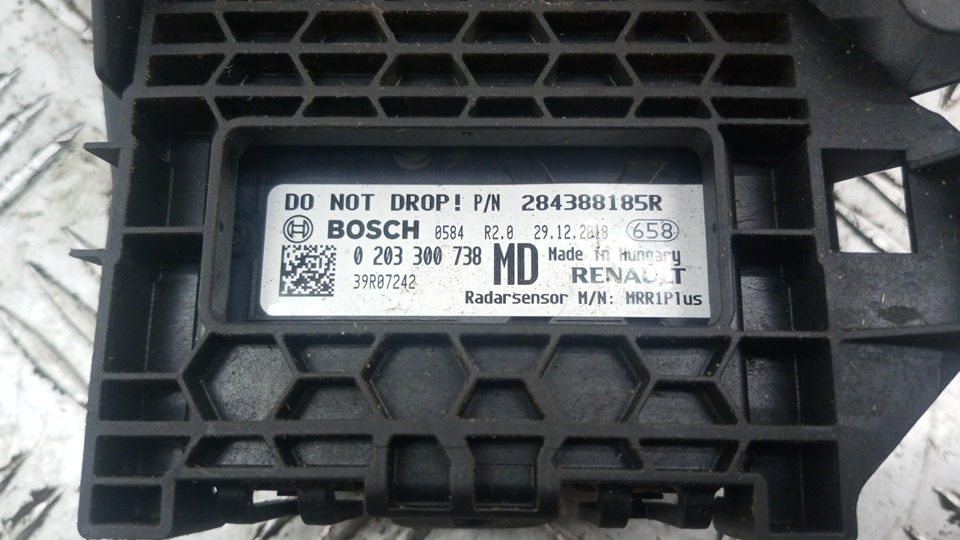 DO NOT DROP! P/N 284388185R
BOSCH 0584 R2.0 29.12.2018 658
0 203 300 738 MD Made in Hungary
39R07242 RENAULT
Radarsensor M/N: MRR1Plus